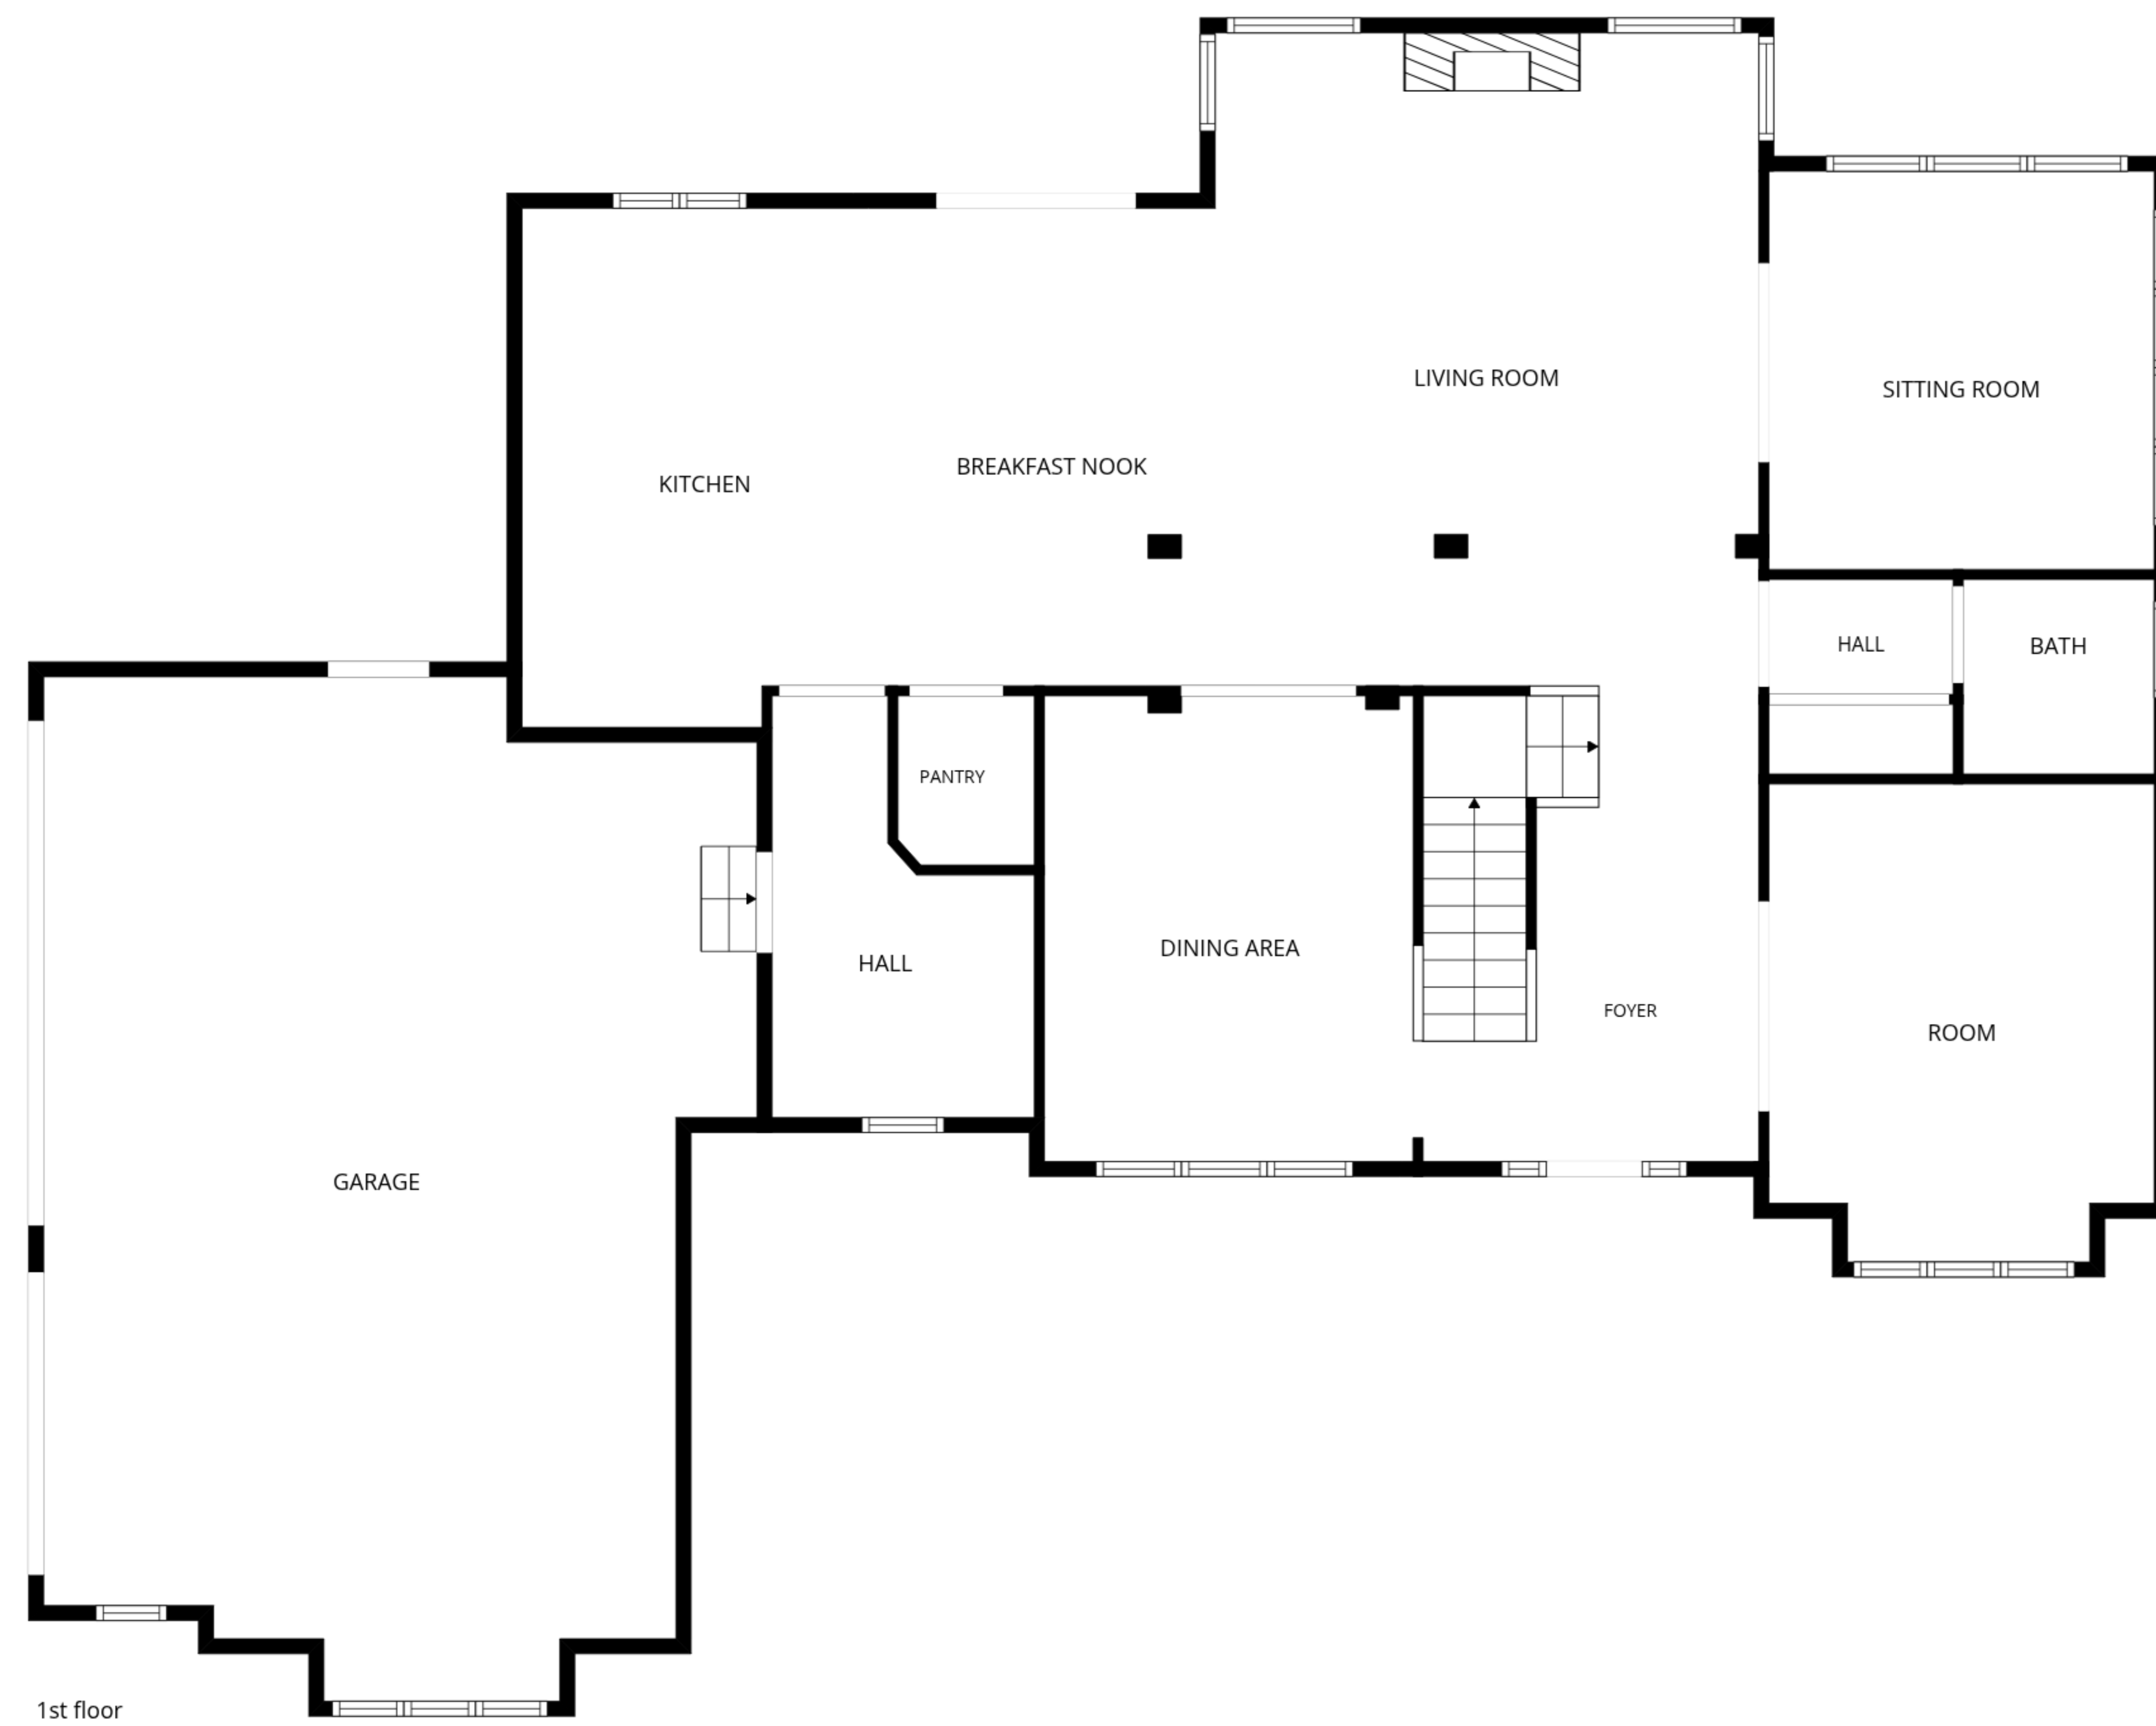 LIVING ROOM
SITTING ROOM
BREAKFAST NOOK
KITCHEN
HALL
BATH
PANTRY
DINING AREA
HALL
FOYER
ROOM
GARAGE
1st floor